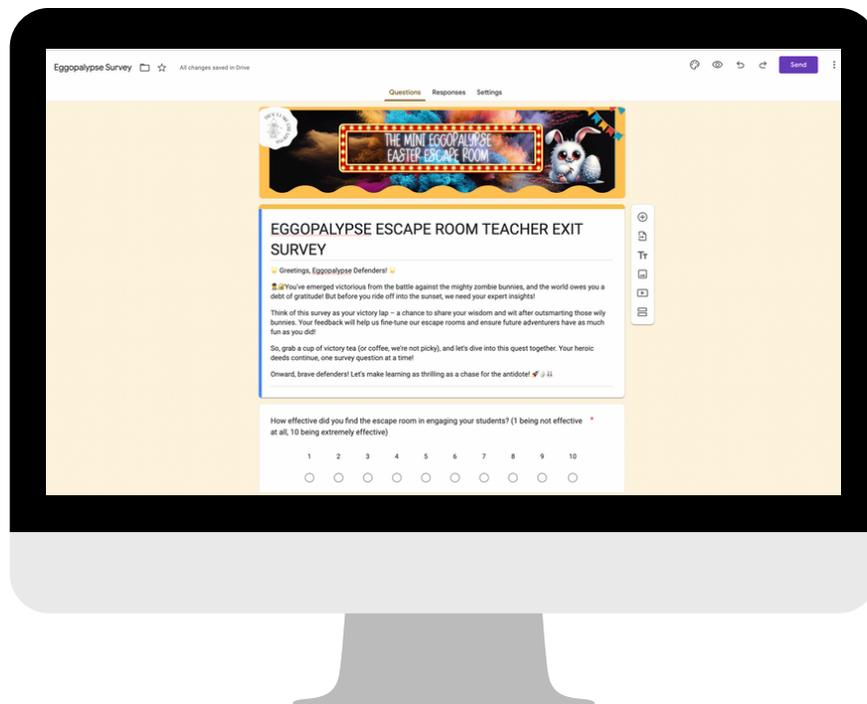 Eggopalypse Survey
All changes saved in Drive
Send
Questions
Responses
Settings
THE MINI EGGOPALYPSE
EASTER ESCAPE ROOM
EGGOPALYPSE ESCAPE ROOM TEACHER EXIT
SURVEY
Greetings, Eggopalypse Defenders!
You've emerged victorious from the battle against the mighty zombie bunnies, and the world owes you a
debt of gratitude! But before you ride off into the sunset, we need your expert insights!
Think of this survey as your victory lap – a chance to share your wisdom and wit after outsmarting those wily
bunnies. Your feedback will help us fine-tune our escape rooms and ensure future adventurers have as much
fun as you did!
So, grab a cup of victory tea (or coffee, we're not picky), and let's dive into this quest together. Your heroic
deeds continue, one survey question at a time!
Onward, brave defenders! Let's make learning as thrilling as a chase for the antidote!
How effective did you find the escape room in engaging your students? (1 being not effective *
at all, 10 being extremely effective)
1 2 3 4 5 6 7 8 9 10